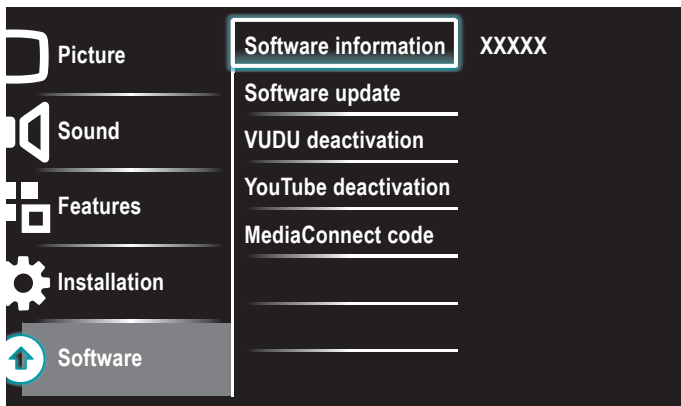 Picture
Sound
Features
Installation
Software
Software information
Software update
VUDU deactivation
YouTube deactivation
MediaConnect code
XXXXX